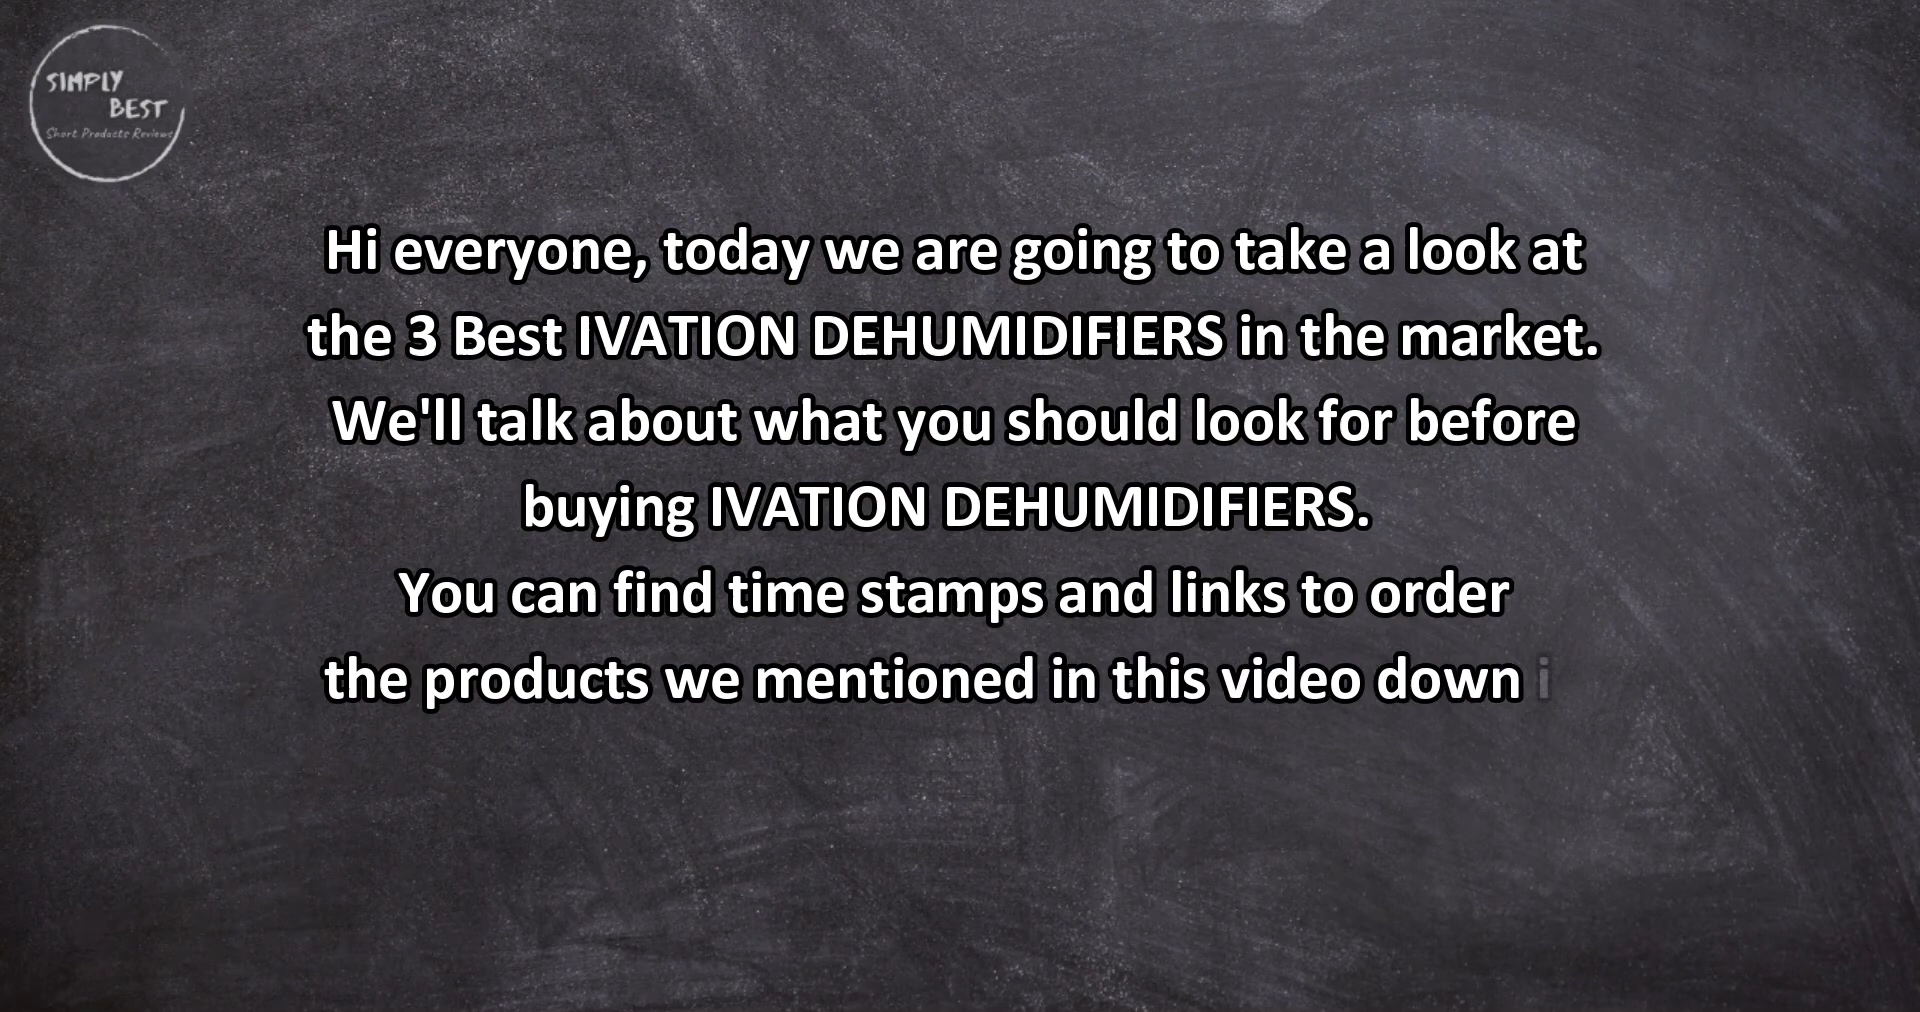 SIMPLY
BEST
Short Products Reviews
Hi everyone, today we are going to take a look at
the 3 Best IVATION DEHUMIDIFIERS in the market.
We'll talk about what you should look for before
buying IVATION DEHUMIDIFIERS.
You can find time stamps and links to order
the products we mentioned in this video down i